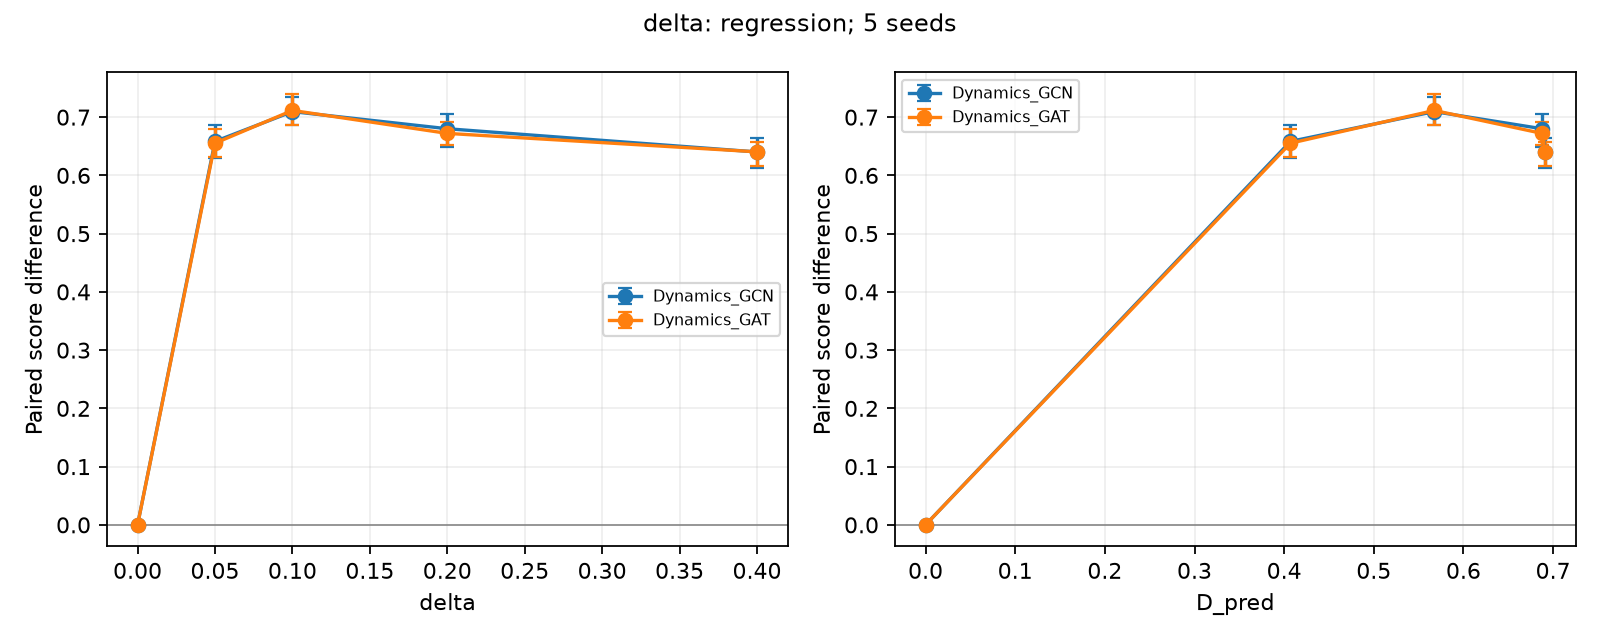 delta: regression; 5 seeds
Paired score difference
0.7
0.6
0.5
0.4
0.3
0.2
0.1
0.0
Dynamics_GCN
Dynamics_GAT
0.00 0.05 0.10 0.15 0.20 0.25 0.30 0.35 0.40
delta
Paired score difference
0.7
0.6
0.5
0.4
0.3
0.2
0.1
0.0
Dynamics_GCN
Dynamics_GAT
0.0 0.1 0.2 0.3 0.4 0.5 0.6 0.7
D_pred